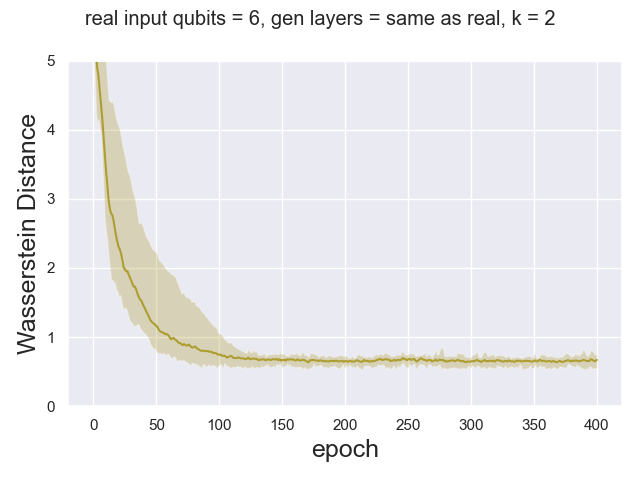 real input qubits = 6, gen layers = same as real, k = 2
Wasserstein Distance
5
4
3
2
1
0
0 50 100 150 200 250 300 350 400
epoch